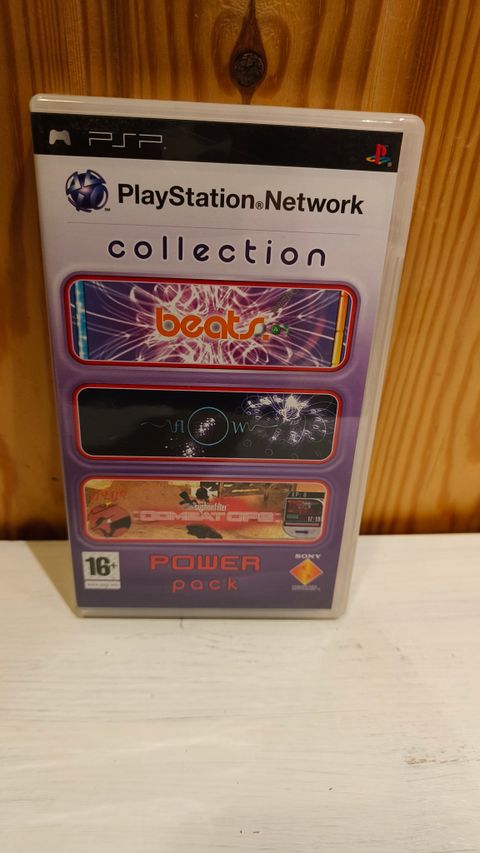 PSP
PlayStation®Network
collection
beats.
flOw
syphonfilter
COMBAT OPS
16+
POWER
pack
SONY